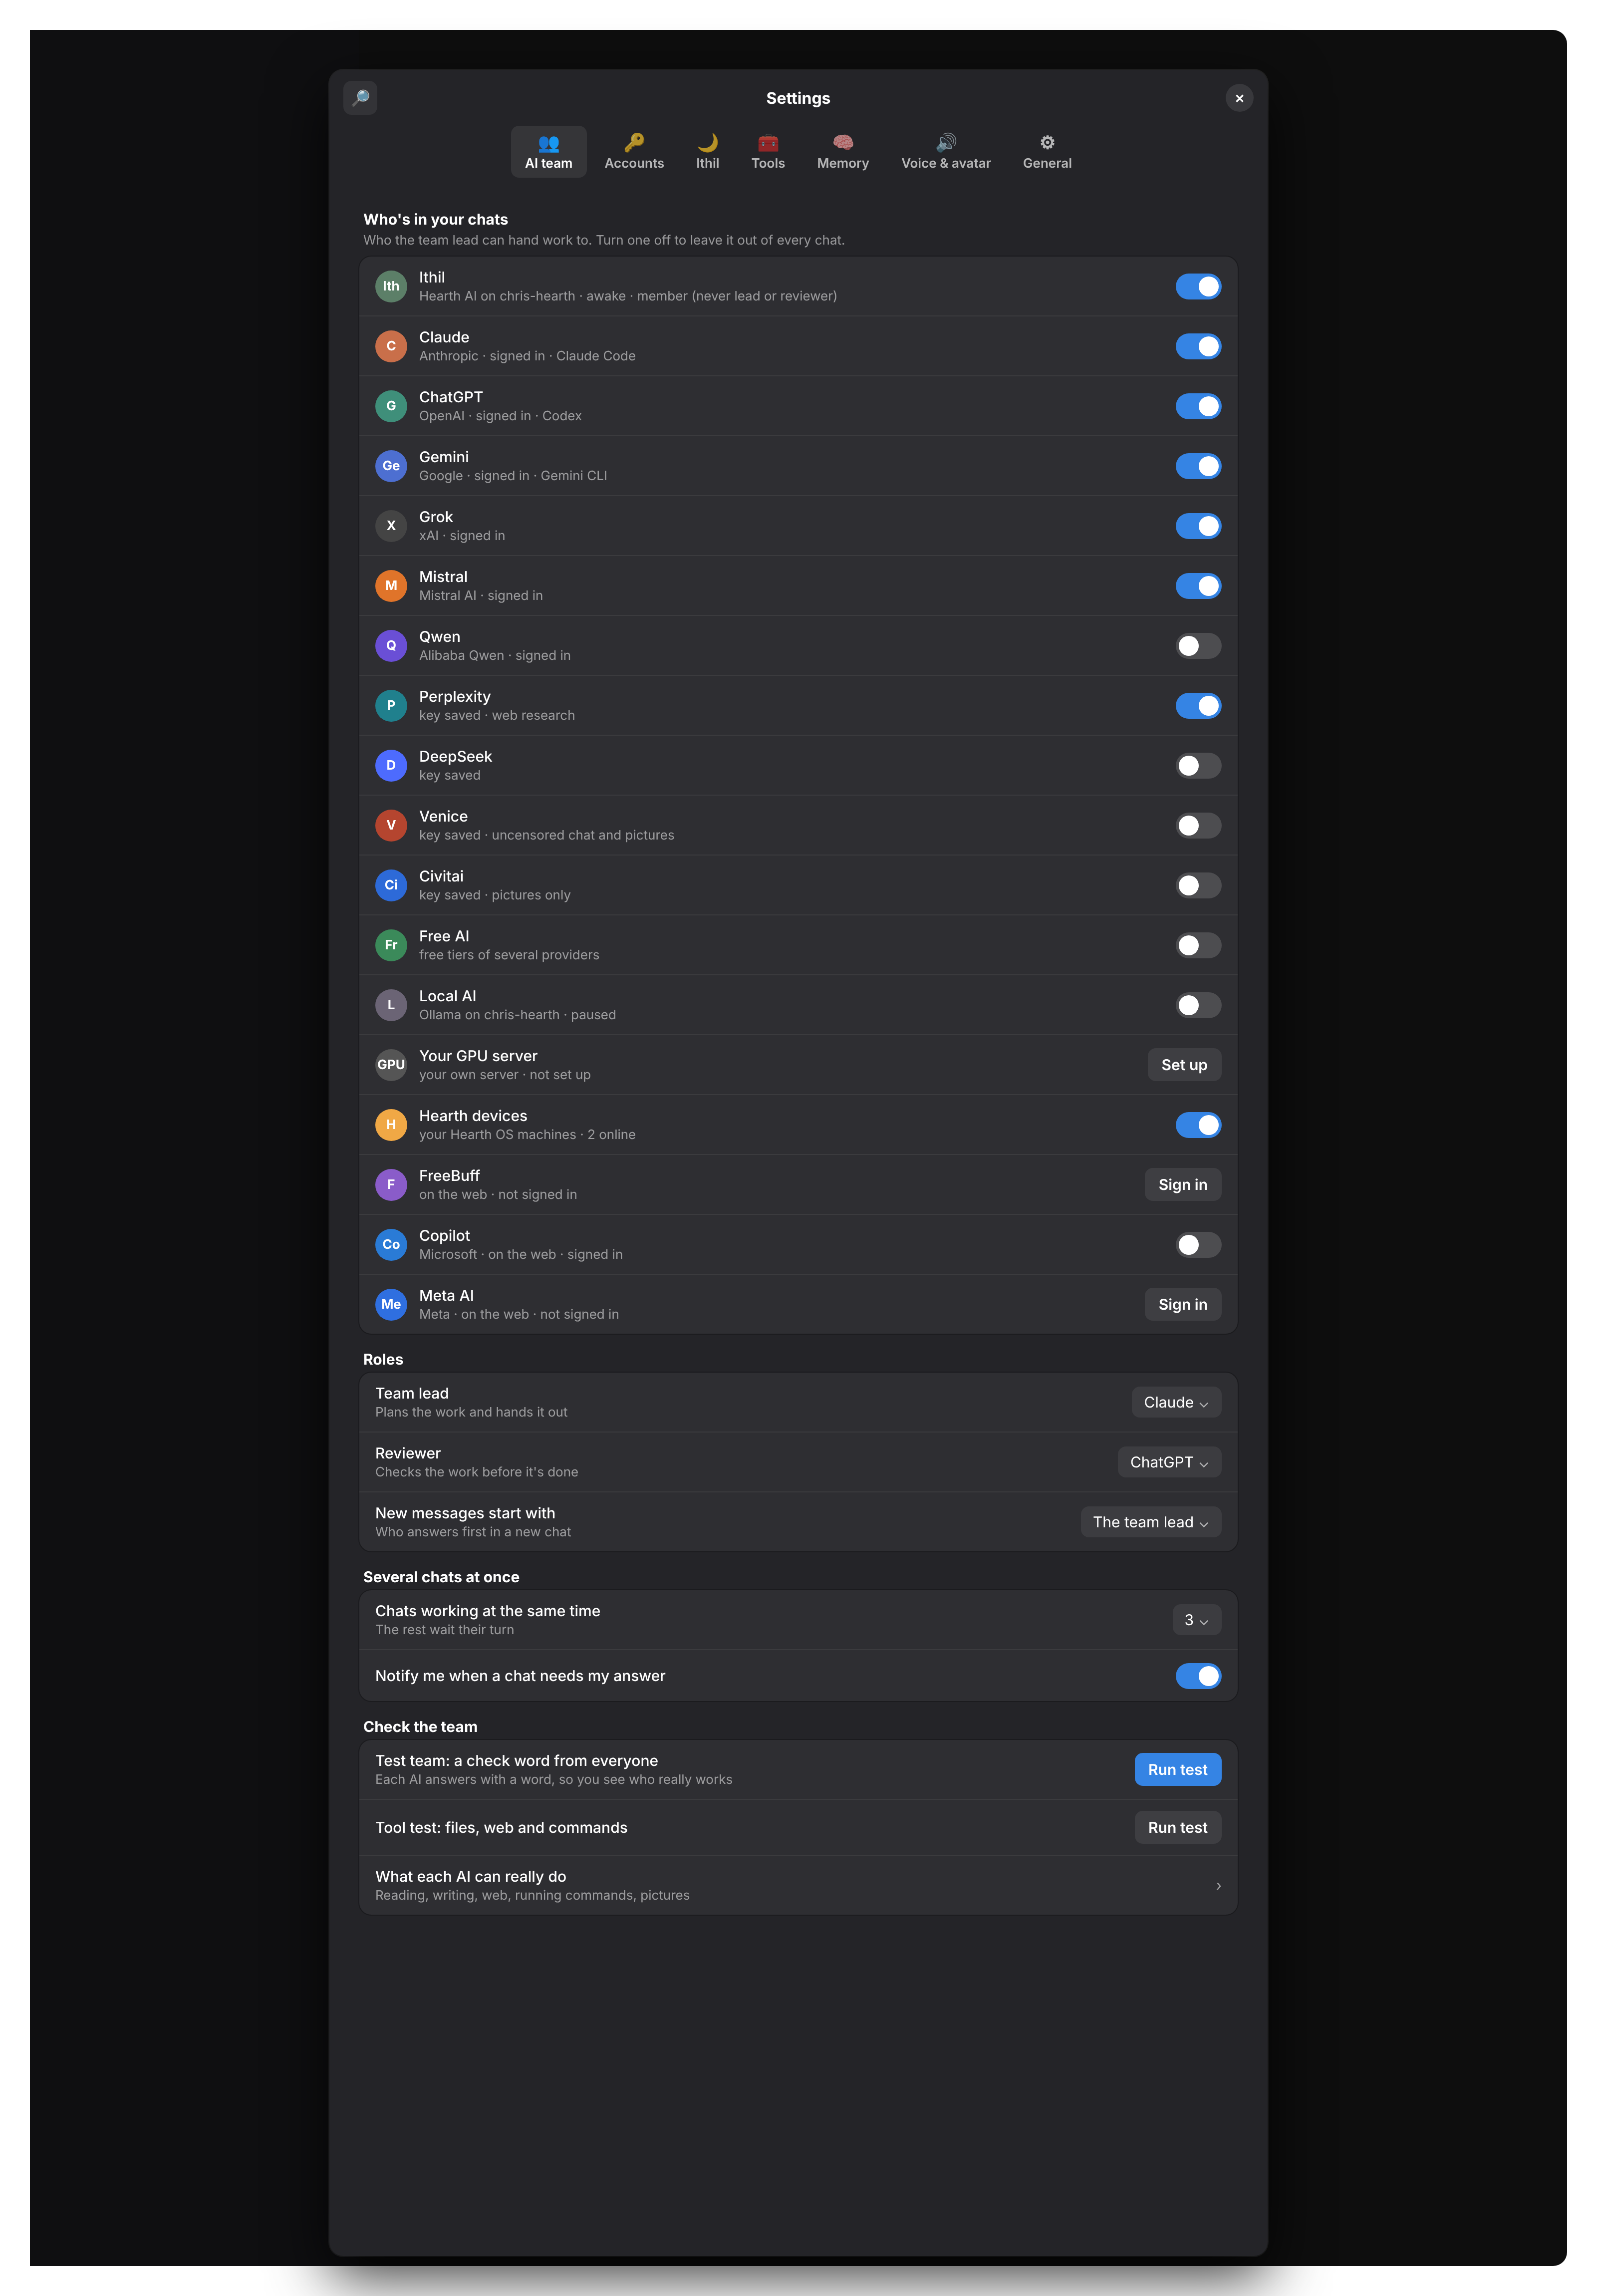 Settings
×
AI team
Accounts
Ithil
Tools
Memory
Voice & avatar
General
Who's in your chats
Who the team lead can hand work to. Turn one off to leave it out of every chat.
Ith
Ithil
Hearth AI on chris-hearth · awake · member (never lead or reviewer)
C
Claude
Anthropic · signed in · Claude Code
G
ChatGPT
OpenAI · signed in · Codex
Ge
Gemini
Google · signed in · Gemini CLI
X
Grok
xAI · signed in
M
Mistral
Mistral AI · signed in
Q
Qwen
Alibaba Qwen · signed in
P
Perplexity
key saved · web research
D
DeepSeek
key saved
V
Venice
key saved · uncensored chat and pictures
Ci
Civitai
key saved · pictures only
Fr
Free AI
free tiers of several providers
L
Local AI
Ollama on chris-hearth · paused
GPU
Your GPU server
your own server · not set up
Set up
H
Hearth devices
your Hearth OS machines · 2 online
F
FreeBuff
on the web · not signed in
Sign in
Co
Copilot
Microsoft · on the web · signed in
Me
Meta AI
Meta · on the web · not signed in
Sign in
Roles
Team lead
Plans the work and hands it out
Claude
Reviewer
Checks the work before it's done
ChatGPT
New messages start with
Who answers first in a new chat
The team lead
Several chats at once
Chats working at the same time
The rest wait their turn
3
Notify me when a chat needs my answer
Check the team
Test team: a check word from everyone
Each AI answers with a word, so you see who really works
Run test
Tool test: files, web and commands
Run test
What each AI can really do
Reading, writing, web, running commands, pictures
›